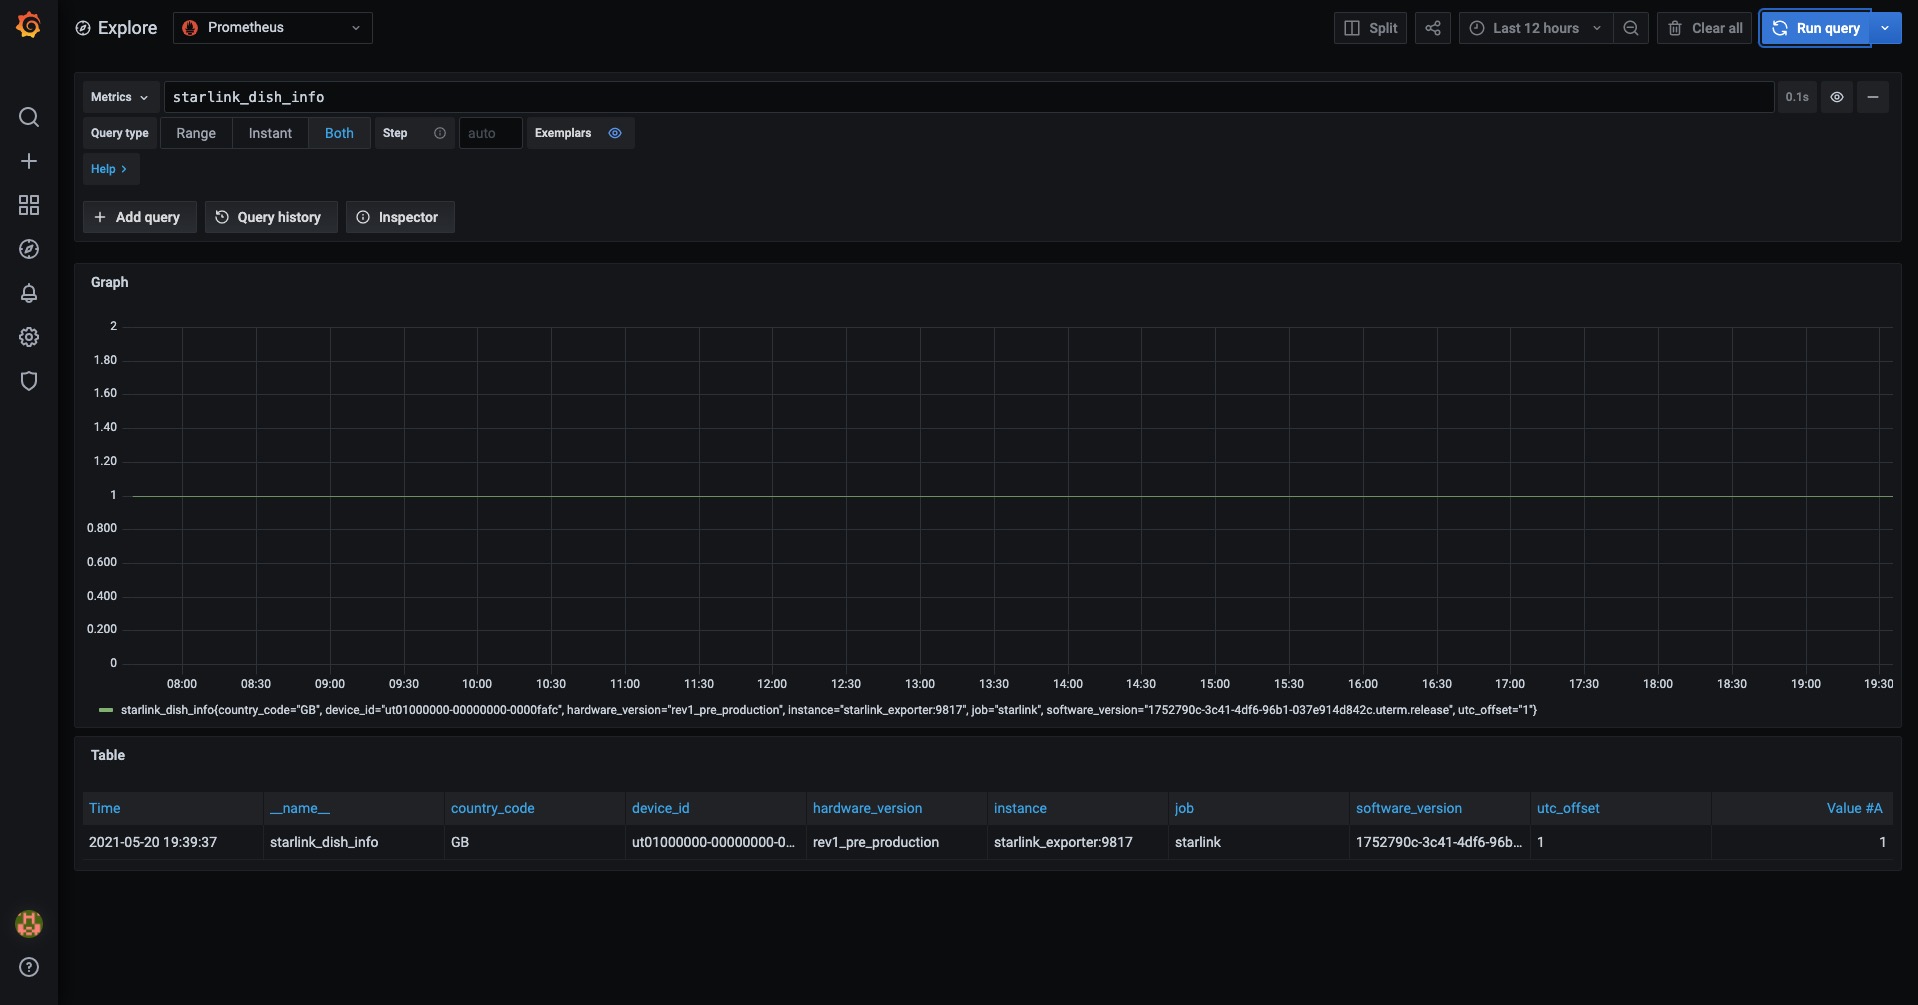 Explore Prometheus Split Last 12 hours Clear all Run query
Metrics starlink_dish_info 0.1s
Query type Range Instant Both Step auto Exemplars
Help >
+ Add query Query history Inspector
Graph
2
1.80
1.60
1.40
1.20
1
0.800
0.600
0.400
0.200
0
08:00 08:30 09:00 09:30 10:00 10:30 11:00 11:30 12:00 12:30 13:00 13:30 14:00 14:30 15:00 15:30 16:00 16:30 17:00 17:30 18:00 18:30 19:00 19:30
starlink_dish_info{country_code="GB", device_id="ut01000000-00000000-0000fafc", hardware_version="rev1_pre_production", instance="starlink_exporter:9817", job="starlink", software_version="1752790c-3c41-4df6-96b1-037e914d842c.uterm.release", utc_offset="1"}
Table
Time __name__ country_code device_id hardware_version instance job software_version utc_offset Value #A
2021-05-20 19:39:37 starlink_dish_info GB ut01000000-00000000-0... rev1_pre_production starlink_exporter:9817 starlink 1752790c-3c41-4df6-96b... 1 1